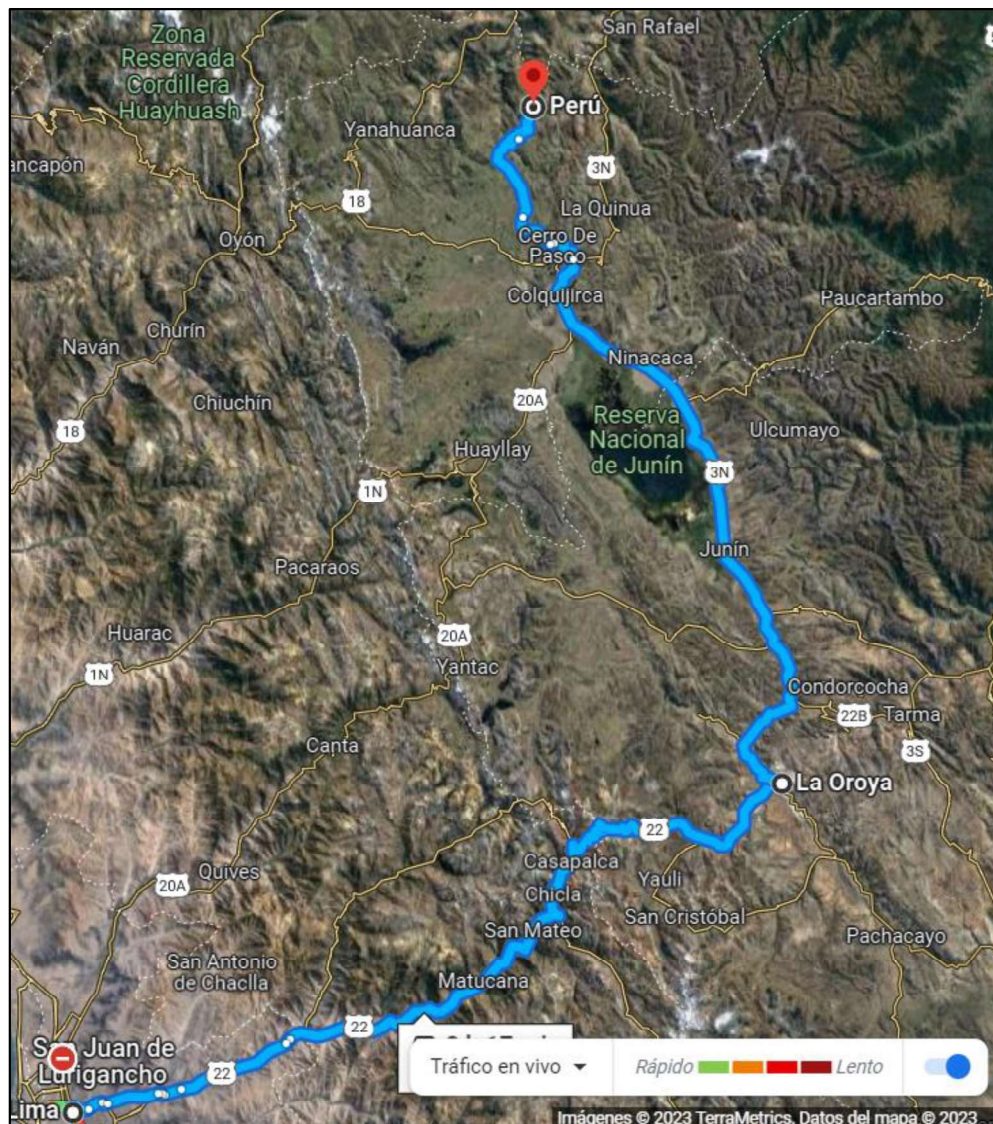 San Rafael
Zona
Reservada
Cordillera
Huayhuash
Perú
Yanahuanca
ancapón
3N
18
La Quinua
Oyón
Cerro De
Pasco
Colquijirca
Paucartambo
Churín
Naván
Ninacaca
Chiuchín
20A
Reserva
Nacional
de Junín
18
Ulcumayo
Huayllay
3N
1N
Junín
Pacaraos
Huarac
20A
Yantac
1N
Condorcocha
22B
Tarma
Canta
3S
La Oroya
22
Casapalca
Quives
Yauli
20A
Chicla
San Cristóbal
San Mateo
Pachacayo
San Antonio
de Chaclla
Matucana
22
San Juan de
Lurigancho
22
Tráfico en vivo
Rápido
Lento
Lima
Imágenes © 2023 TerraMetrics, Datos del mapa © 2023